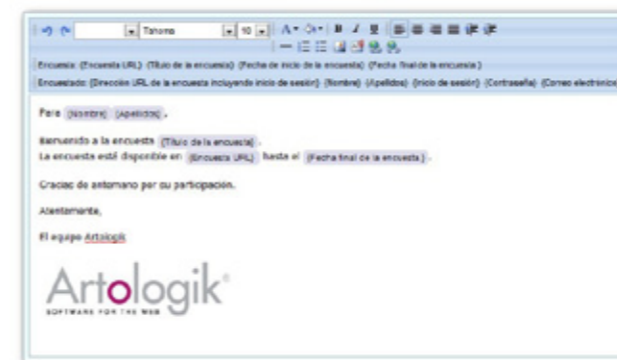 Tahoma 10 A B I U
Encuesta: {Encuesta URL} {Título de la encuesta} {Fecha de inicio de la encuesta} {Fecha final de la encuesta}
Encuestado: {Dirección URL de la encuesta incluyendo inicio de sesión} {Nombre} {Apellidos} {Inicio de sesión} {Contraseña} {Correo electrónico
Para {Nombre} {Apellidos} ,
Bienvenido a la encuesta {Título de la encuesta} .
La encuesta está disponible en {Encuesta URL} hasta el {Fecha final de la encuesta} .
Gracias de antemano por su participación.
Atentamente,
El equipo Artologik
Artologik®
SOFTWARE FOR THE WEB